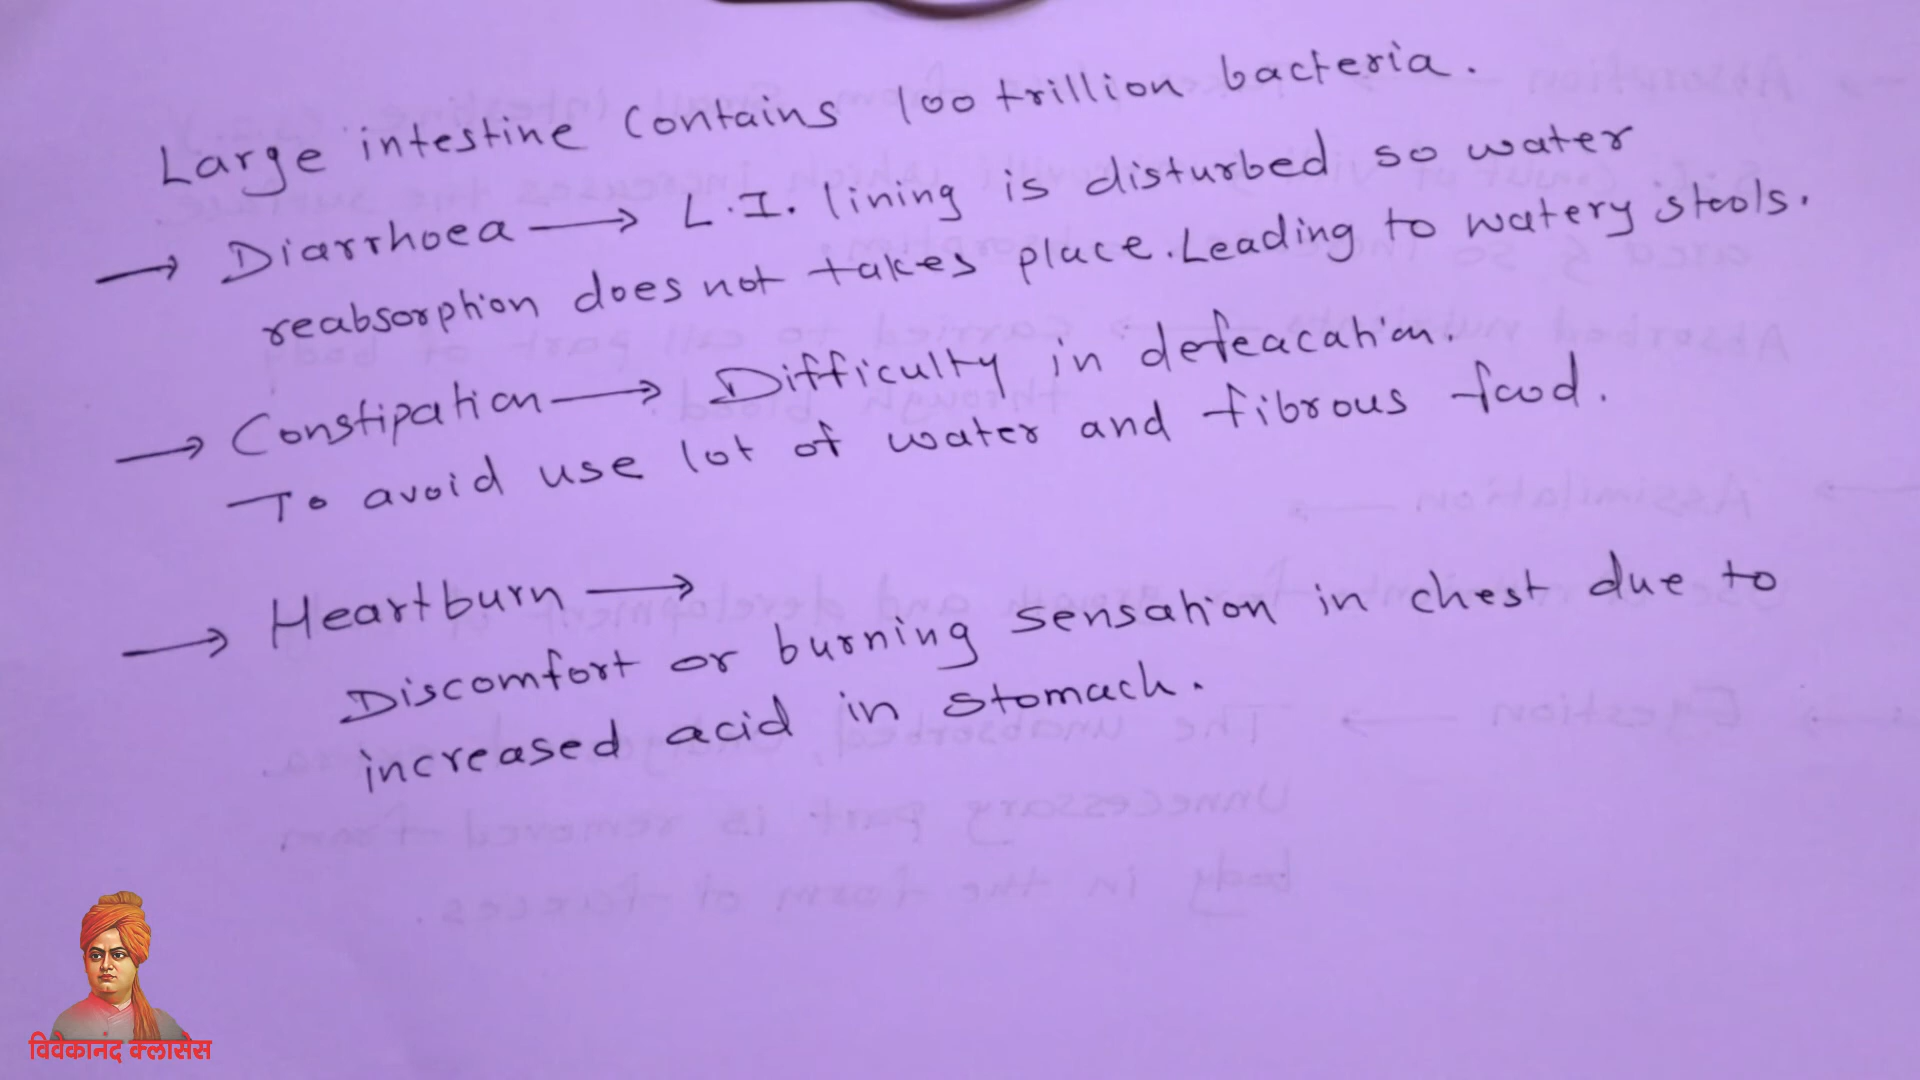 Large intestine contains 100 trillion bacteria.
→ Diarrhoea → L.I. lining is disturbed so water
reabsorption does not takes place. Leading to watery stools.
→ Constipation → Difficulty in defeacation.
To avoid use lot of water and fibrous food.
→ Heartburn →
Discomfort or burning sensation in chest due to
increased acid in stomach.
विवेकानंद क्लासेस